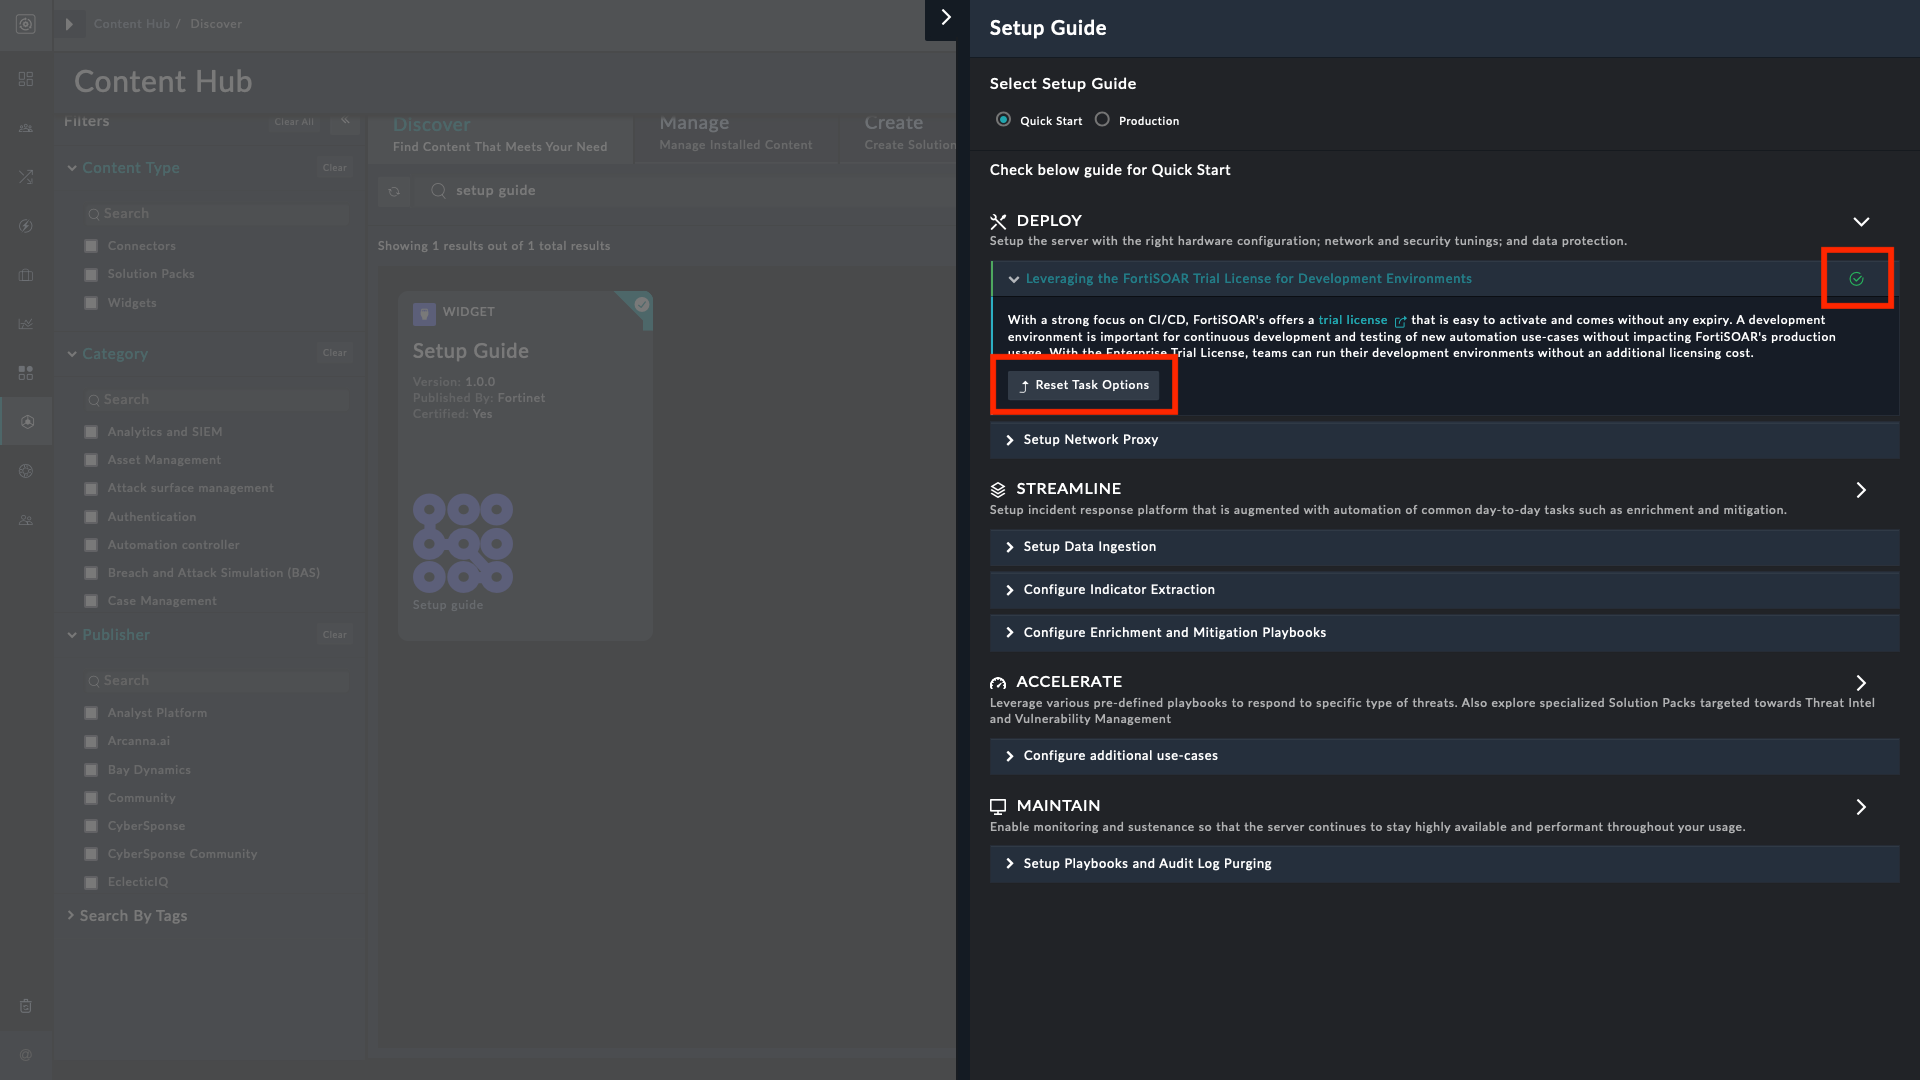 Content Hub / Discover
Content Hub
Filters
Clear All
Content Type
Clear
Search
Connectors
Solution Packs
Widgets
Category
Clear
Search
Analytics and SIEM
Asset Management
Attack surface management
Authentication
Automation controller
Breach and Attack Simulation (BAS)
Case Management
Publisher
Clear
Search
Analyst Platform
Arcanna.ai
Bay Dynamics
Community
CyberSponse
CyberSponse Community
EclecticIQ
Search By Tags
Discover
Find Content That Meets Your Need
Manage
Manage Installed Content
Create
Create Solution
setup guide
Showing 1 results out of 1 total results
WIDGET
Setup Guide
Version: 1.0.0
Published By: Fortinet
Certified: Yes
Setup guide
Setup Guide
Select Setup Guide
Quick Start
Production
Check below guide for Quick Start
DEPLOY
Setup the server with the right hardware configuration; network and security tunings; and data protection.
Leveraging the FortiSOAR Trial License for Development Environments
With a strong focus on CI/CD, FortiSOAR's offers a trial license that is easy to activate and comes without any expiry. A development
environment is important for continuous development and testing of new automation use-cases without impacting FortiSOAR's production
usage. With the Enterprise Trial License, teams can run their development environments without an additional licensing cost.
Reset Task Options
Setup Network Proxy
STREAMLINE
Setup incident response platform that is augmented with automation of common day-to-day tasks such as enrichment and mitigation.
Setup Data Ingestion
Configure Indicator Extraction
Configure Enrichment and Mitigation Playbooks
ACCELERATE
Leverage various pre-defined playbooks to respond to specific type of threats. Also explore specialized Solution Packs targeted towards Threat Intel
and Vulnerability Management
Configure additional use-cases
MAINTAIN
Enable monitoring and sustenance so that the server continues to stay highly available and performant throughout your usage.
Setup Playbooks and Audit Log Purging